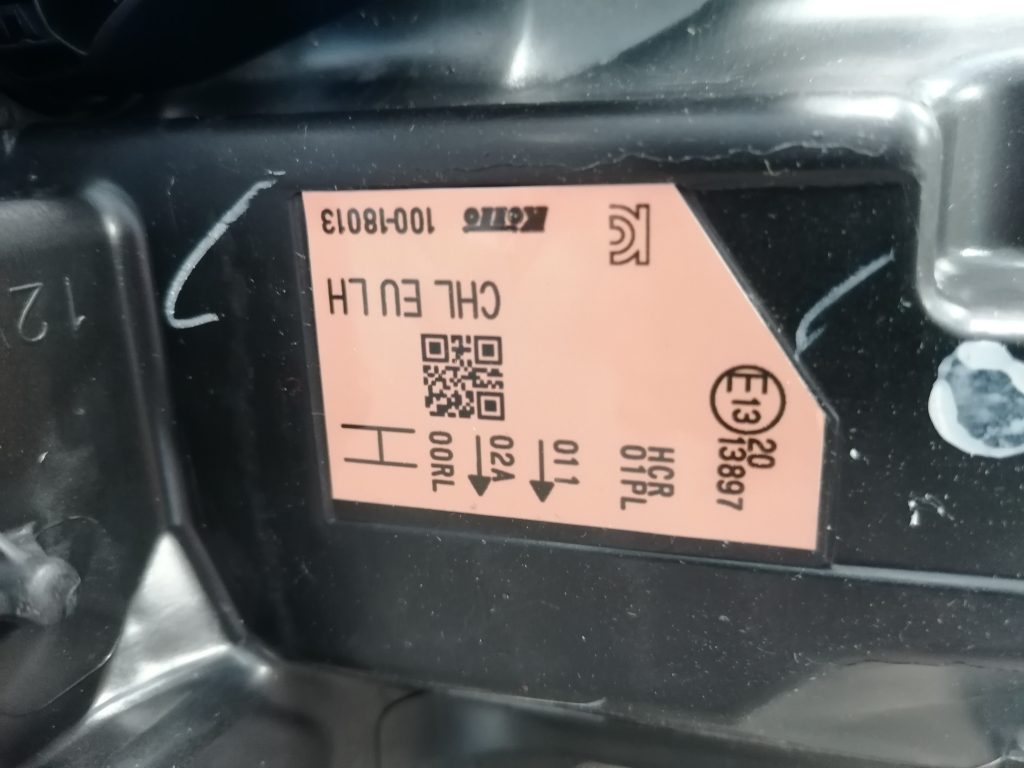 100-18013 Koito
CHL EU LH
E13 20
13897
HCR
01PL
011
02A
00RL